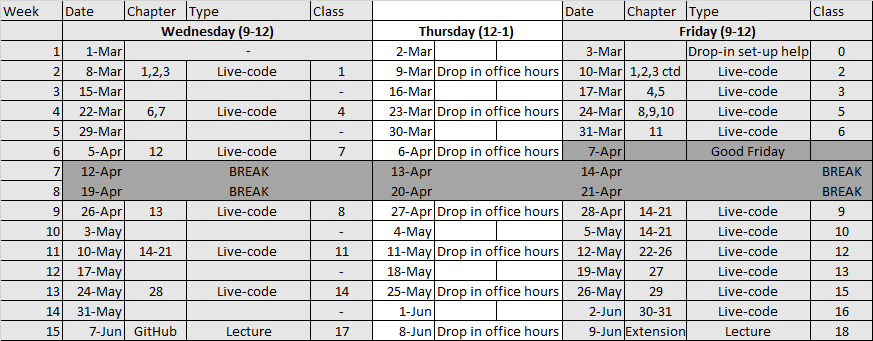 Week Date Chapter Type Class Date Chapter Type Class
Wednesday (9-12) Thursday (12-1) Friday (9-12)
1 1-Mar - 2-Mar 3-Mar Drop-in set-up help 0
2 8-Mar 1,2,3 Live-code 1 9-Mar Drop in office hours 10-Mar 1,2,3 ctd Live-code 2
3 15-Mar - 16-Mar 17-Mar 4,5 Live-code 3
4 22-Mar 6,7 Live-code 4 23-Mar Drop in office hours 24-Mar 8,9,10 Live-code 5
5 29-Mar - 30-Mar 31-Mar 11 Live-code 6
6 5-Apr 12 Live-code 7 6-Apr Drop in office hours 7-Apr Good Friday
7 12-Apr BREAK 13-Apr 14-Apr BREAK
8 19-Apr BREAK 20-Apr 21-Apr BREAK
9 26-Apr 13 Live-code 8 27-Apr Drop in office hours 28-Apr 14-21 Live-code 9
10 3-May - 4-May 5-May 14-21 Live-code 10
11 10-May 14-21 Live-code 11 11-May Drop in office hours 12-May 22-26 Live-code 12
12 17-May - 18-May 19-May 27 Live-code 13
13 24-May 28 Live-code 14 25-May Drop in office hours 26-May 29 Live-code 15
14 31-May - 1-Jun 2-Jun 30-31 Live-code 16
15 7-Jun GitHub Lecture 17 8-Jun Drop in office hours 9-Jun Extension Lecture 18